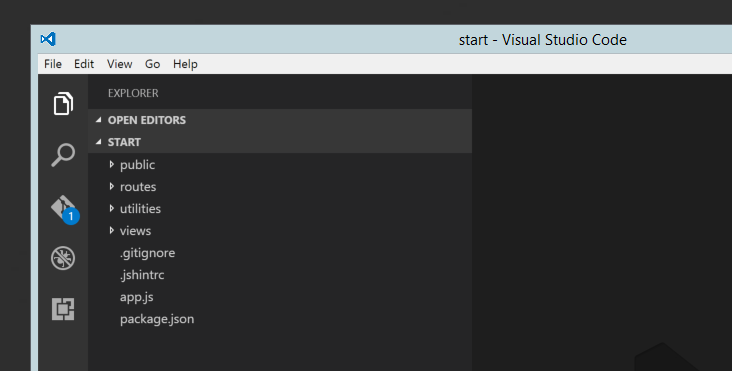 start - Visual Studio Code
File Edit View Go Help
EXPLORER
OPEN EDITORS
START
public
routes
utilities
1
views
.gitignore
.jshintrc
app.js
package.json